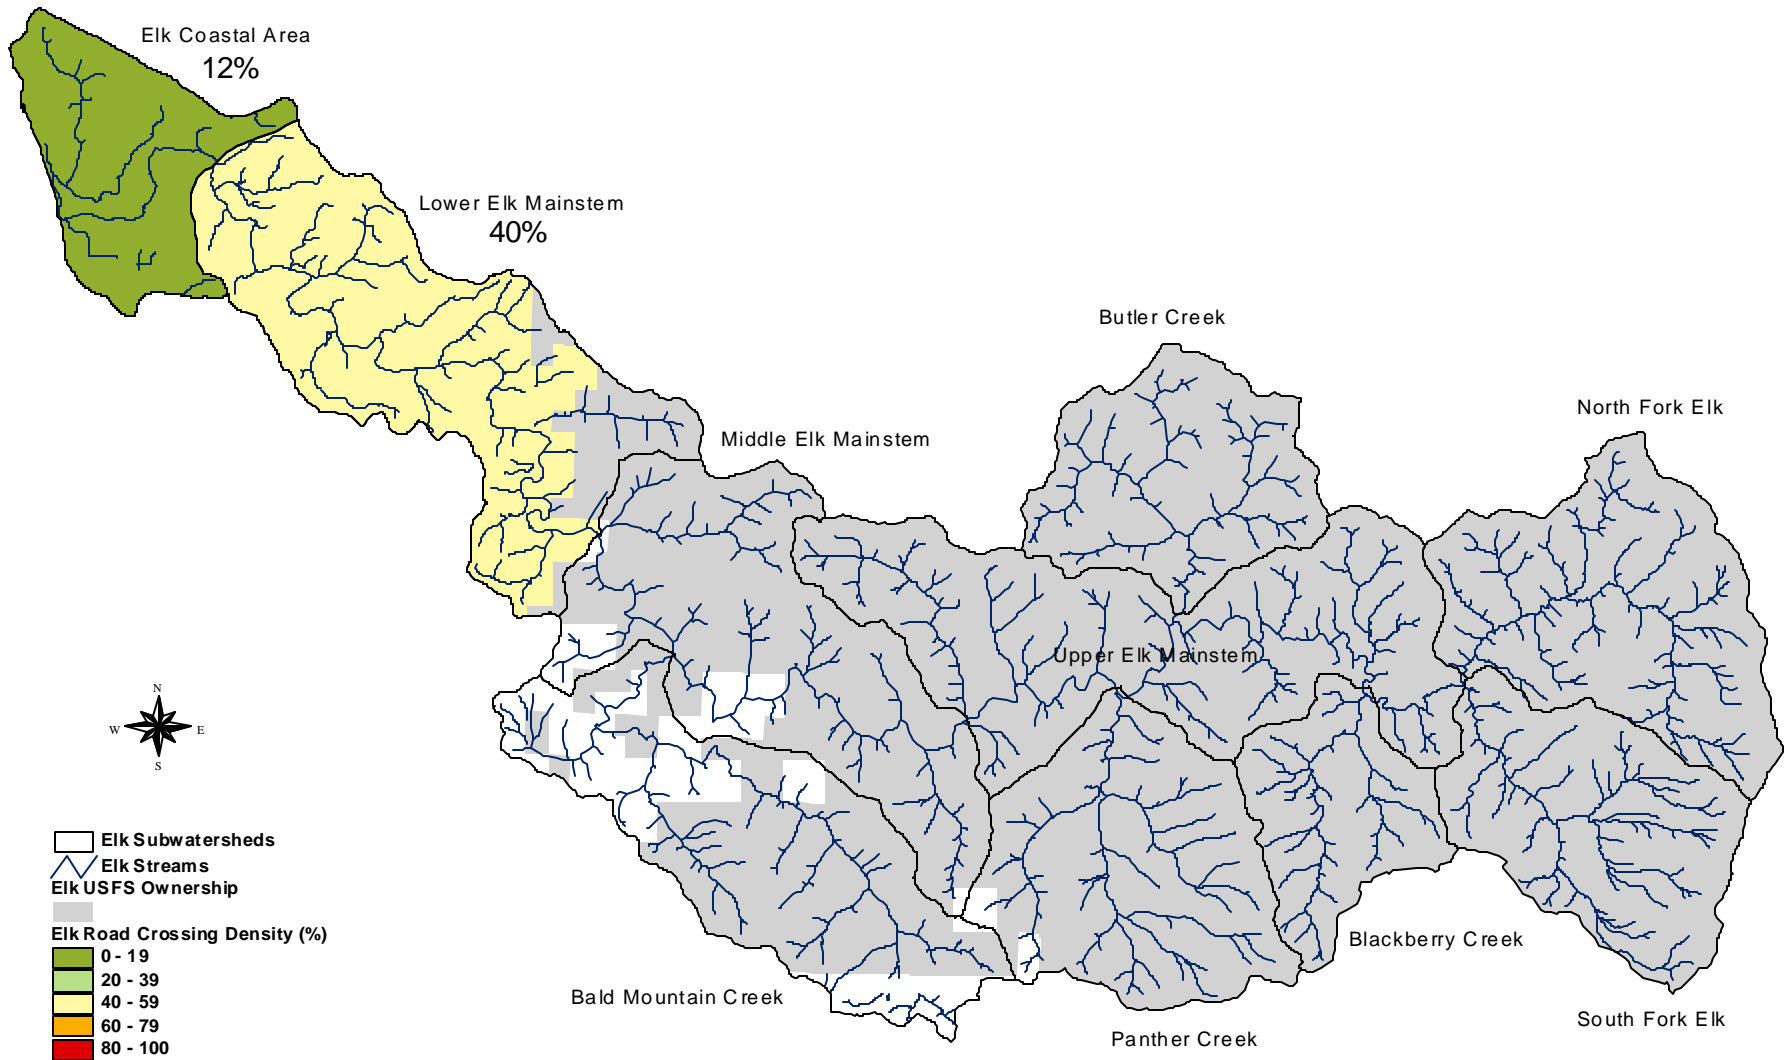 Elk Coastal Area
12%
Lower Elk Mainstem
40%
Butler Creek
North Fork Elk
Middle Elk Mainstem
Upper Elk Mainstem
N
W E
S
Elk Subwatersheds
Elk Streams
Elk USFS Ownership
Elk Road Crossing Density (%)
0 - 19
20 - 39
40 - 59
60 - 79
80 - 100
Blackberry Creek
Bald Mountain Creek
South Fork Elk
Panther Creek